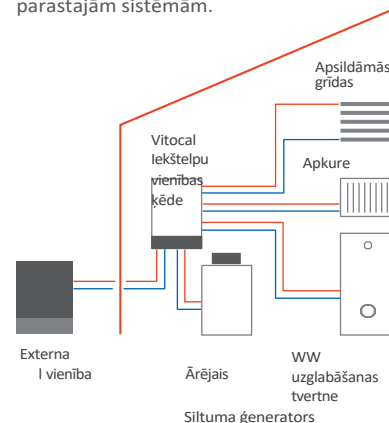 parastajām sistēmām.
Apsildāmās
grīdas
Vitocal
Iekštelpu
vienības
ķēde
Apkure
Externa
l vienība
Ārējais
WW
uzglabāšanas
tvertne
Siltuma ģenerators